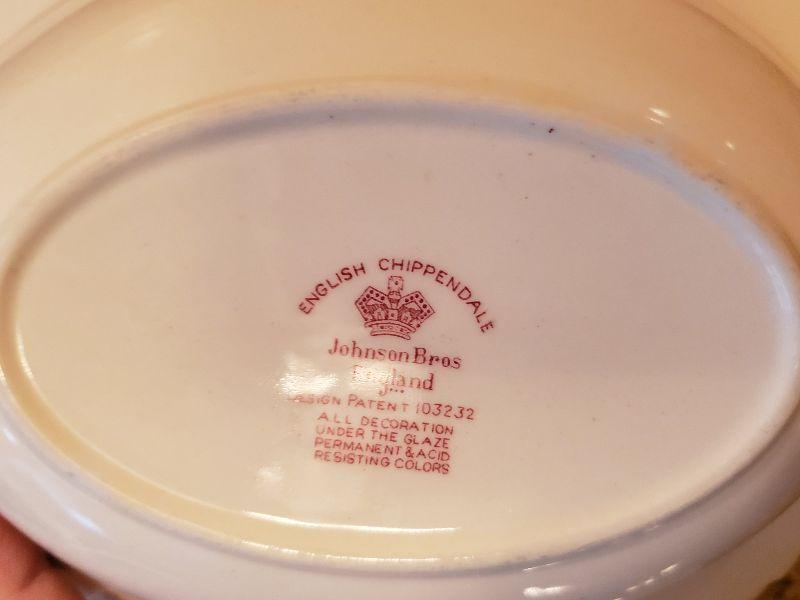 ENGLISH CHIPPENDALE
Johnson Bros
England
DESIGN PATENT 103232
ALL DECORATION
UNDER THE GLAZE
PERMANENT & ACID
RESISTING COLORS